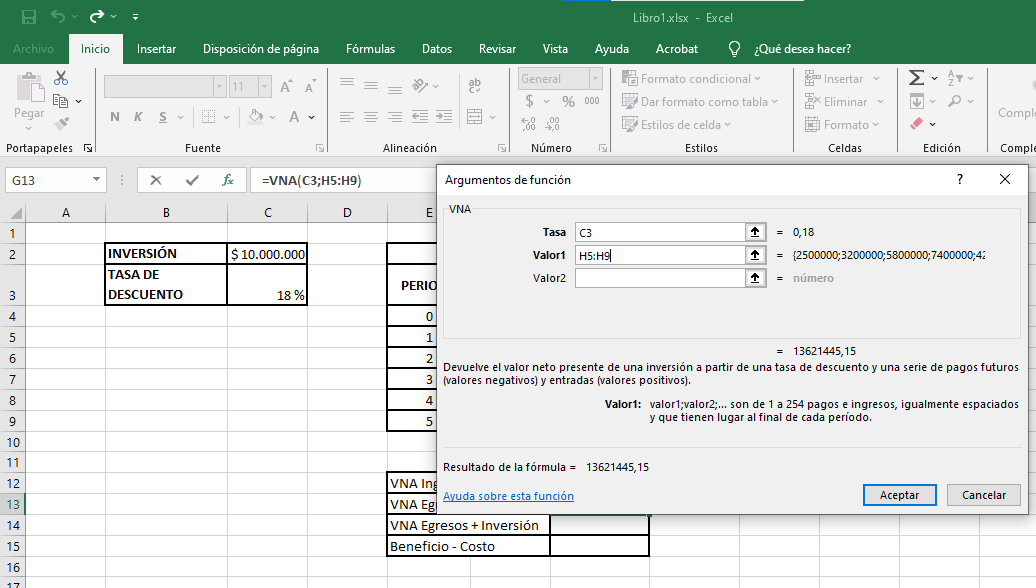 Libro1.xlsx - Excel
Archivo Inicio Insertar Disposición de página Fórmulas Datos Revisar Vista Ayuda Acrobat ¿Qué desea hacer?
Pegar
N K S
11
A A
A
ab
General
$ % 000
Formato condicional
Dar formato como tabla
Estilos de celda
Insertar
Eliminar
Formato
Σ
Portapapeles Fuente Alineación Número Estilos Celdas Edición
G13 fx =VNA(C3;H5:H9)
A B C D E
1
2 INVERSIÓN $ 10.000.000
3 TASA DE DESCUENTO 18 %
4 0
5 1
6 2
7 3
8 4
9 5
10
11
12
13
14 VNA Egresos + Inversión
15 Beneficio - Costo
16
17
Argumentos de función ?
VNA
Tasa C3 = 0,18
Valor1 H5:H9 = {2500000;3200000;5800000;7400000;42
Valor2 = número
= 13621445,15
Devuelve el valor neto presente de una inversión a partir de una tasa de descuento y una serie de pagos futuros
(valores negativos) y entradas (valores positivos).
Valor1: valor1;valor2;... son de 1 a 254 pagos e ingresos, igualmente espaciados
y que tienen lugar al final de cada período.
Resultado de la fórmula = 13621445,15
Ayuda sobre esta función
Aceptar Cancelar